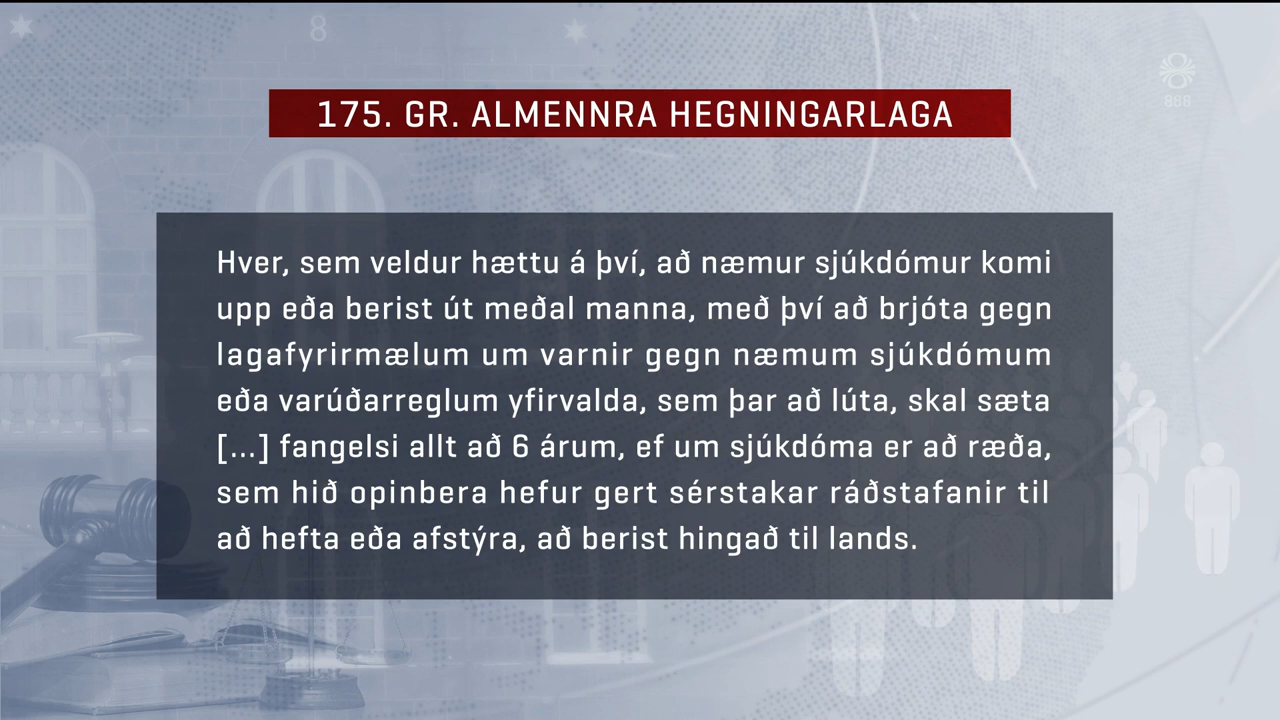 8
888
175. GR. ALMENNRA HEGNINGARLAGA
Hver, sem veldur hættu á því, að næmur sjúkdómur komi
upp eða berist út meðal manna, með því að brjóta gegn
lagafyrirmælum um varnir gegn næmum sjúkdómum
eða varúðarreglum yfirvalda, sem þar að lúta, skal sæta
[...] fangelsi allt að 6 árum, ef um sjúkdóma er að ræða,
sem hið opinbera hefur gert sérstakar ráðstafanir til
að hefta eða afstýra, að berist hingað til lands.